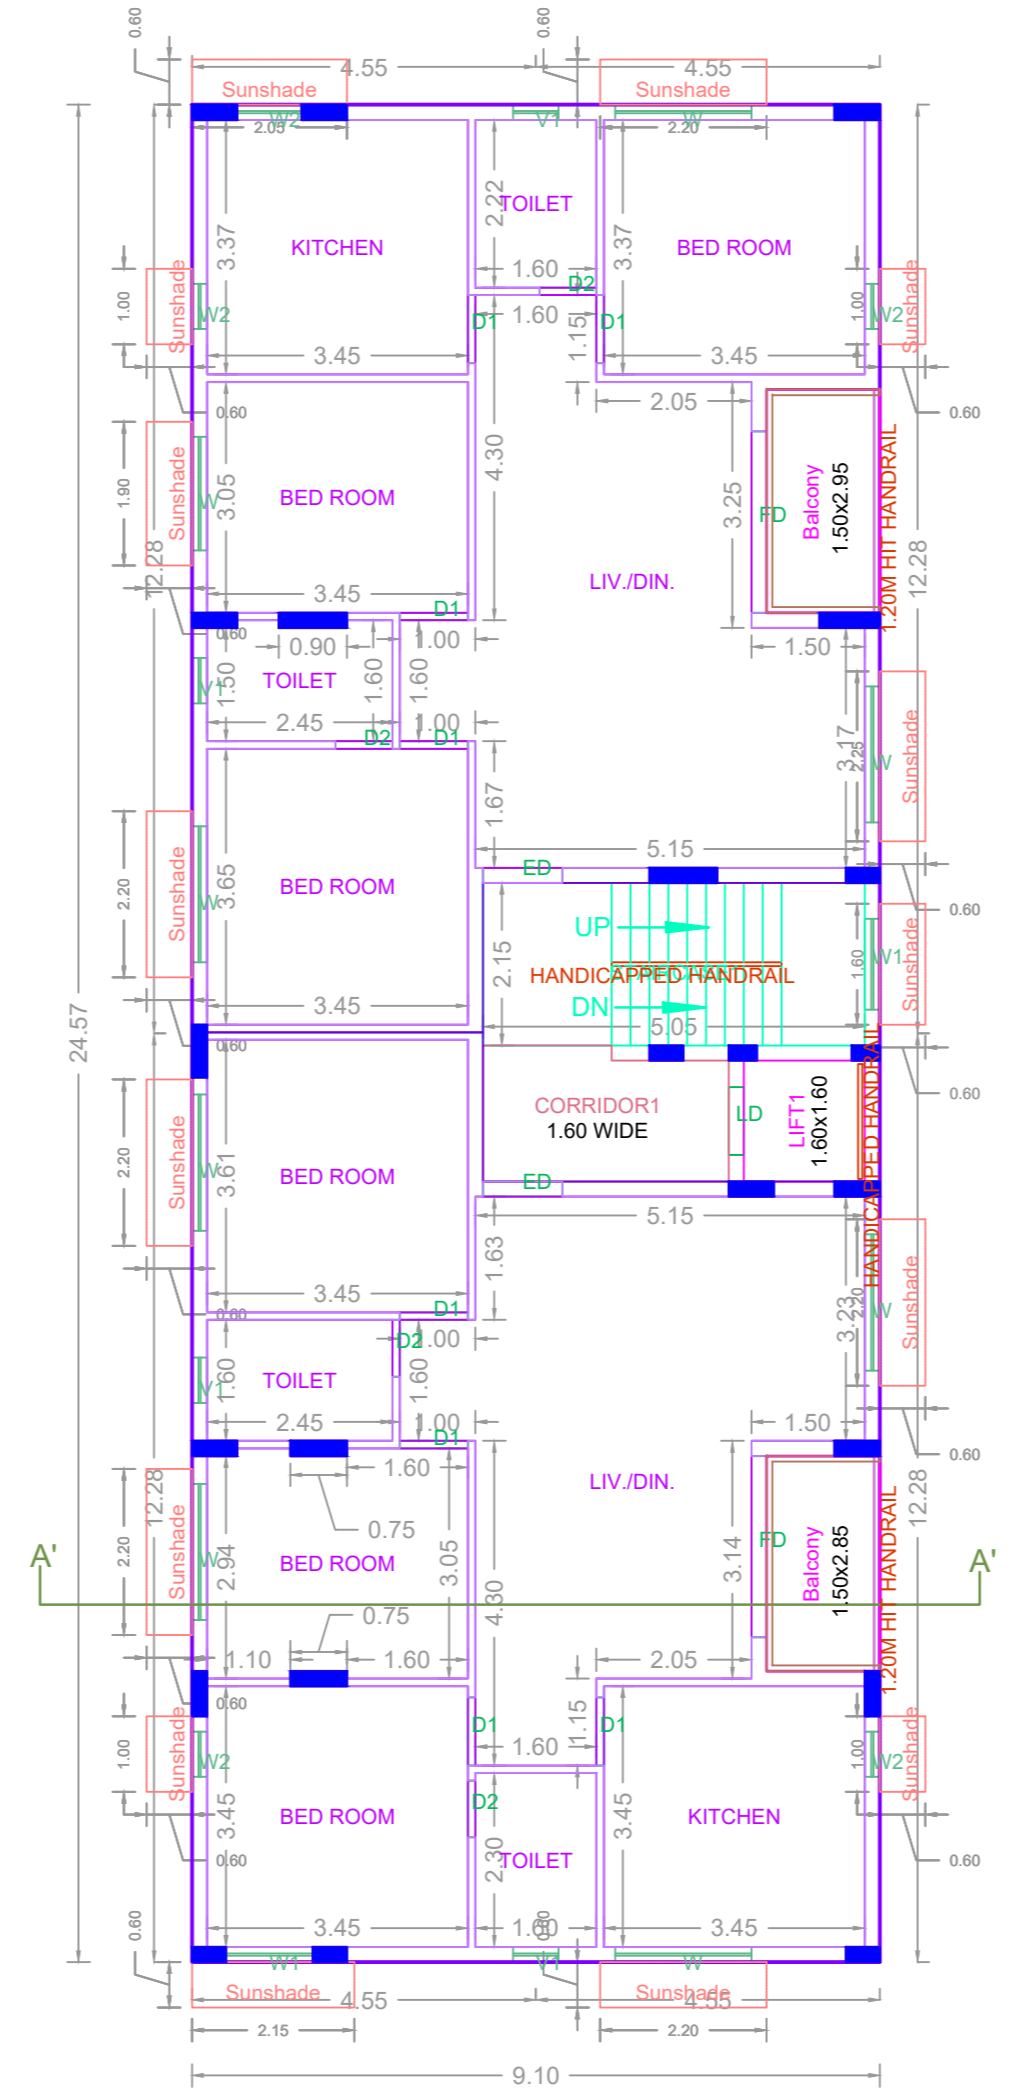 0.60
0.60
4.55
4.55
Sunshade
Sunshade
W2
V1
W
2.05
2.20
3.37
2.22
3.37
TOILET
KITCHEN
BED ROOM
1.60
D2
1.00
Sunshade
W2
D1
1.60
1.15
D1
1.00
W2
Sunshade
3.45
3.45
0.60
2.05
0.60
1.90
Sunshade
W
3.05
BED ROOM
4.30
3.25
FD
Balcony
1.50x2.95
1.20M HIT HANDRAIL
12.28
12.28
LIV./DIN.
3.45
D1
0.60
0.90
1.00
1.50
V1
1.50
TOILET
1.60
1.60
2.45
D2
1.00
D1
3.17
2.25
W
Sunshade
1.67
5.15
ED
2.20
Sunshade
W
3.65
BED ROOM
0.60
UP
2.15
HANDICAPPED HANDRAIL
DN
1.60
W1
Sunshade
3.45
5.05
24.57
0.60
0.60
CORRIDOR1
1.60 WIDE
LD
LIFT1
1.60x1.60
HANDICAPPED HANDRAIL
2.20
Sunshade
W
3.61
BED ROOM
ED
5.15
1.63
3.45
D1
0.60
3.23
2.20
W
Sunshade
D2
1.00
V1
1.60
TOILET
1.60
2.45
1.00
D1
1.50
0.60
1.60
0.75
LIV./DIN.
12.28
12.28
2.20
Sunshade
W
2.94
BED ROOM
3.05
4.30
3.14
FD
Balcony
1.50x2.85
1.20M HIT HANDRAIL
A'
A'
0.75
1.10
1.60
2.05
0.60
1.00
Sunshade
D1
1.60
1.15
D1
1.00
W2
Sunshade
3.45
BED ROOM
D2
2.30
TOILET
3.45
KITCHEN
0.60
0.60
3.45
1.60
3.45
0.60
0.60
W1
V1
W
Sunshade
Sunshade
4.55
4.55
2.15
2.20
9.10